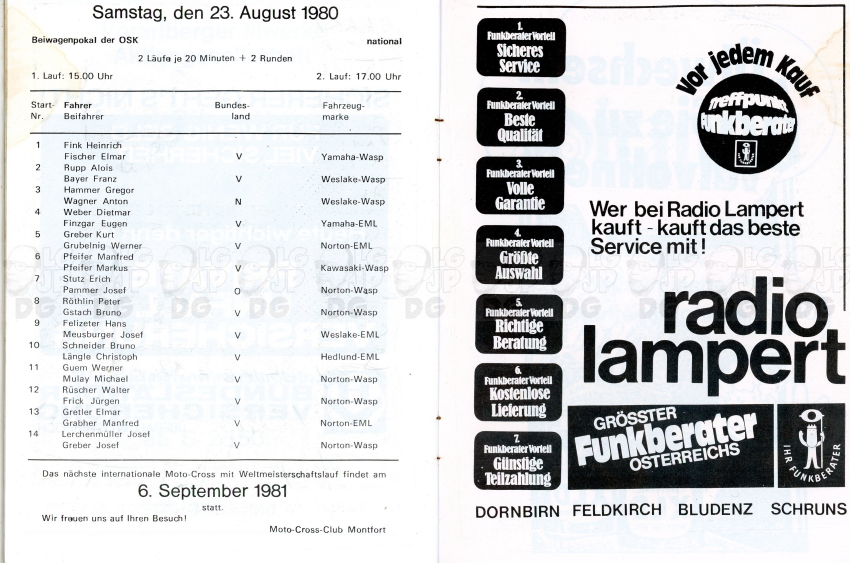 Samstag, den 23. August 1980
Beiwagenpokal der OSK national
2 Läufe je 20 Minuten + 2 Runden
1. Lauf: 15.00 Uhr 2. Lauf: 17.00 Uhr
Start- Fahrer Bundes- Fahrzeug-
Nr. Beifahrer land marke
1 Fink Heinrich
Fischer Elmar V Yamaha-Wasp
2 Rupp Alois
Bayer Franz V Weslake-Wasp
3 Hammer Gregor
Wagner Anton N Weslake-Wasp
4 Weber Dietmar
Finzgar Eugen V Yamaha-EML
5 Greber Kurt
Grubelnig Werner V Norton-EML
6 Pfeifer Manfred
Pfeifer Markus V Kawasaki-Wasp
7 Stutz Erich
Pammer Josef O Norton-Wasp
8 Röthlin Peter
Gstach Bruno V Norton-Wasp
9 Felizeter Hans
Meusburger Josef V Weslake-EML
10 Schneider Bruno
Längle Christoph V Hedlund-EML
11 Guem Werner
Mulay Michael V Norton-Wasp
12 Rüscher Walter
Frick Jürgen V Norton-Wasp
13 Gretler Elmar
Grabher Manfred V Norton-EML
14 Lerchenmüller Josef
Greber Josef V Norton-Wasp
Das nächste internationale Moto-Cross mit Weltmeisterschaftslauf findet am
6. September 1981
statt.
Wir freuen uns auf Ihren Besuch!
Moto-Cross-Club Montfort
1.
Funkberater Vorteil
Sicheres
Service
2.
Funkberater Vorteil
Beste
Qualität
3.
Funkberater Vorteil
Volle
Garantie
4.
Funkberater Vorteil
Größte
Auswahl
5.
Funkberater Vorteil
Richtige
Beratung
6.
Funkberater Vorteil
Kostenlose
Lieferung
7.
Funkberater Vorteil
Günstige
Teilzahlung
Vor jedem Kauf
treffpunkt
Funkberater
Wer bei Radio Lampert
kauft - kauft das beste
Service mit!
radio
lampert
GRÖSSTER
Funkberater
ÖSTERREICHS
IHR FUNKBERATER
DORNBIRN FELDKIRCH BLUDENZ SCHRUNS